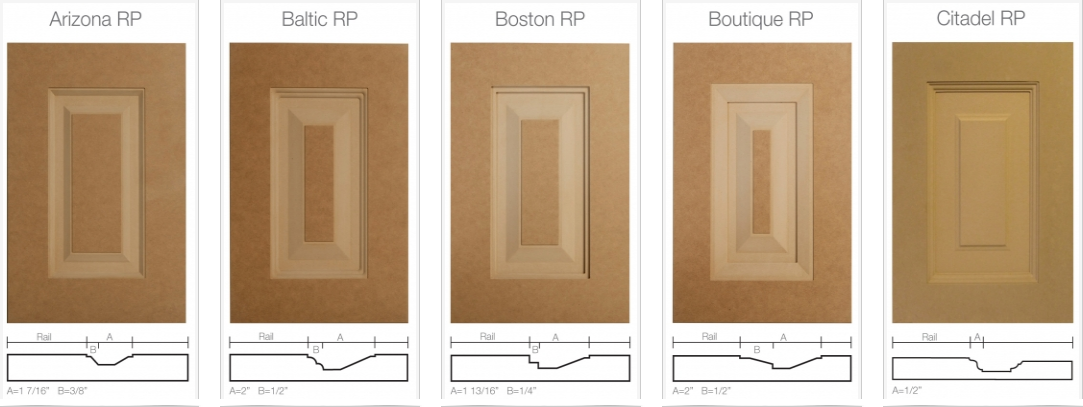 Arizona RP
Baltic RP
Boston RP
Boutique RP
Citadel RP
Rail A
B
A=1 7/16" B=3/8"
Rail A
B
A=2" B=1/2"
Rail A
B
A=1 13/16" B=1/4"
Rail A
B
A=2" B=1/2"
Rail A
A=1/2"